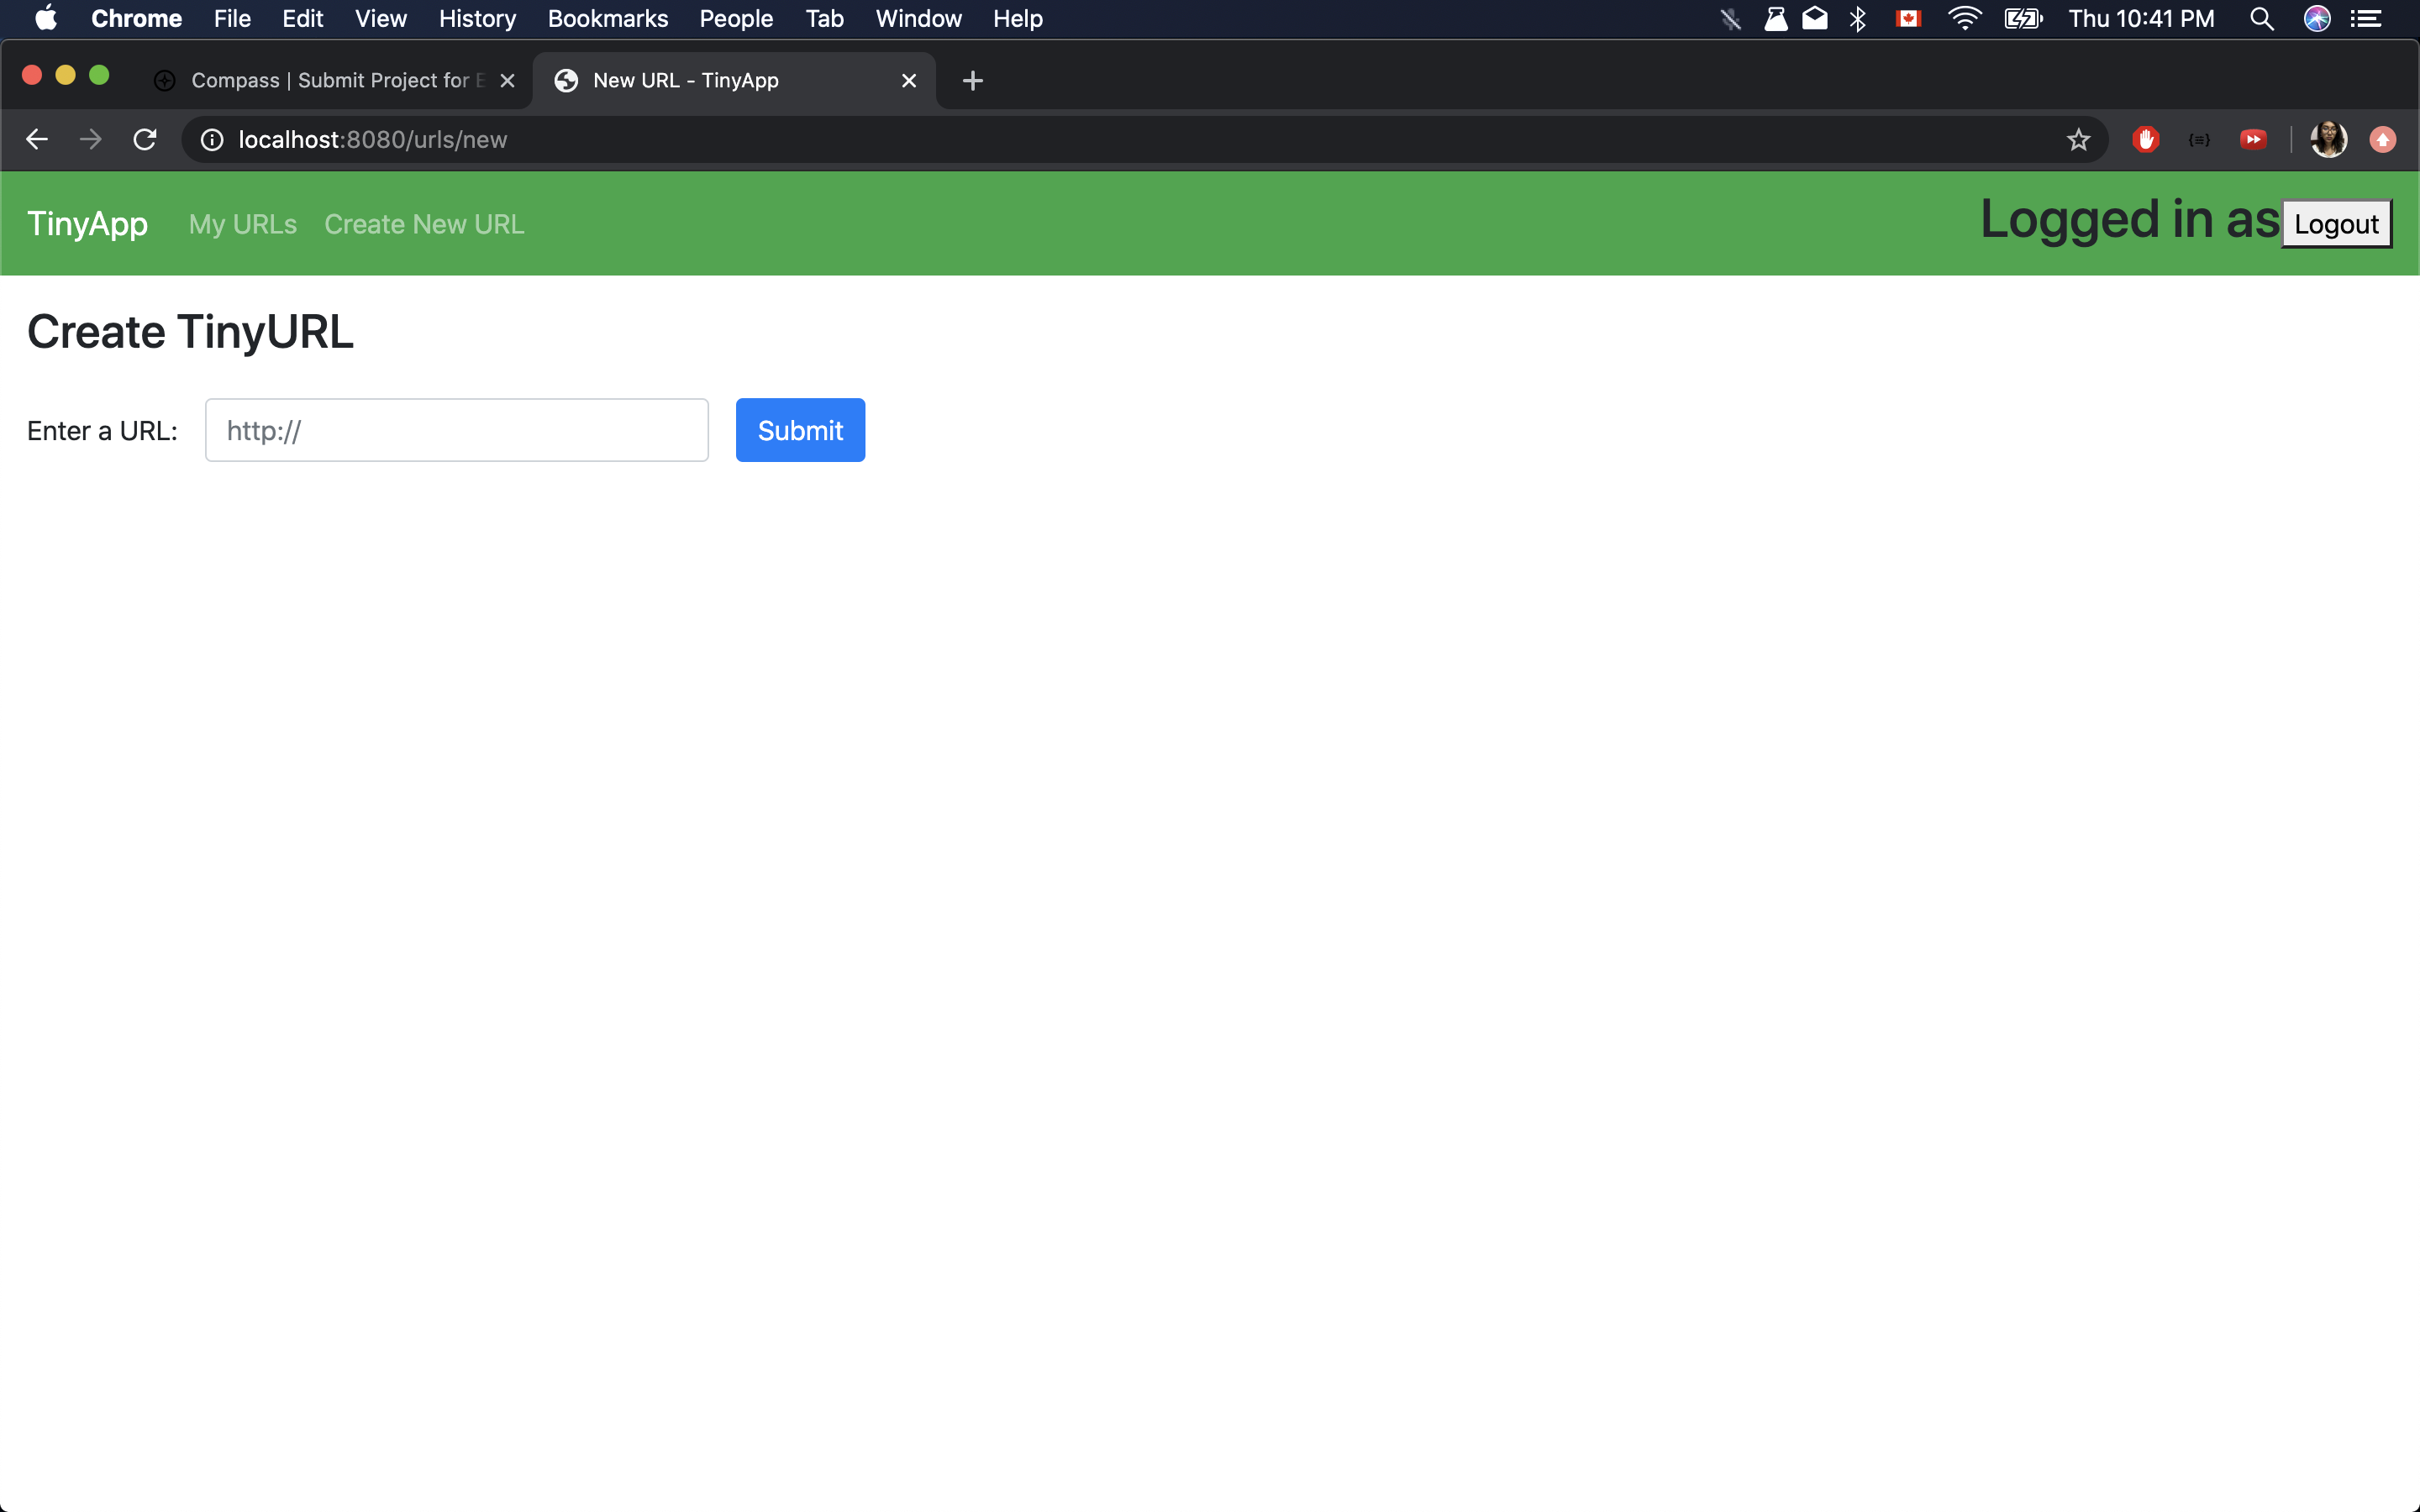 Chrome File Edit View History Bookmarks People Tab Window Help Thu 10:41 PM
Compass | Submit Project for E New URL - TinyApp
localhost:8080/urls/new
TinyApp My URLs Create New URL Logged in as Logout
Create TinyURL
Enter a URL: http:// Submit